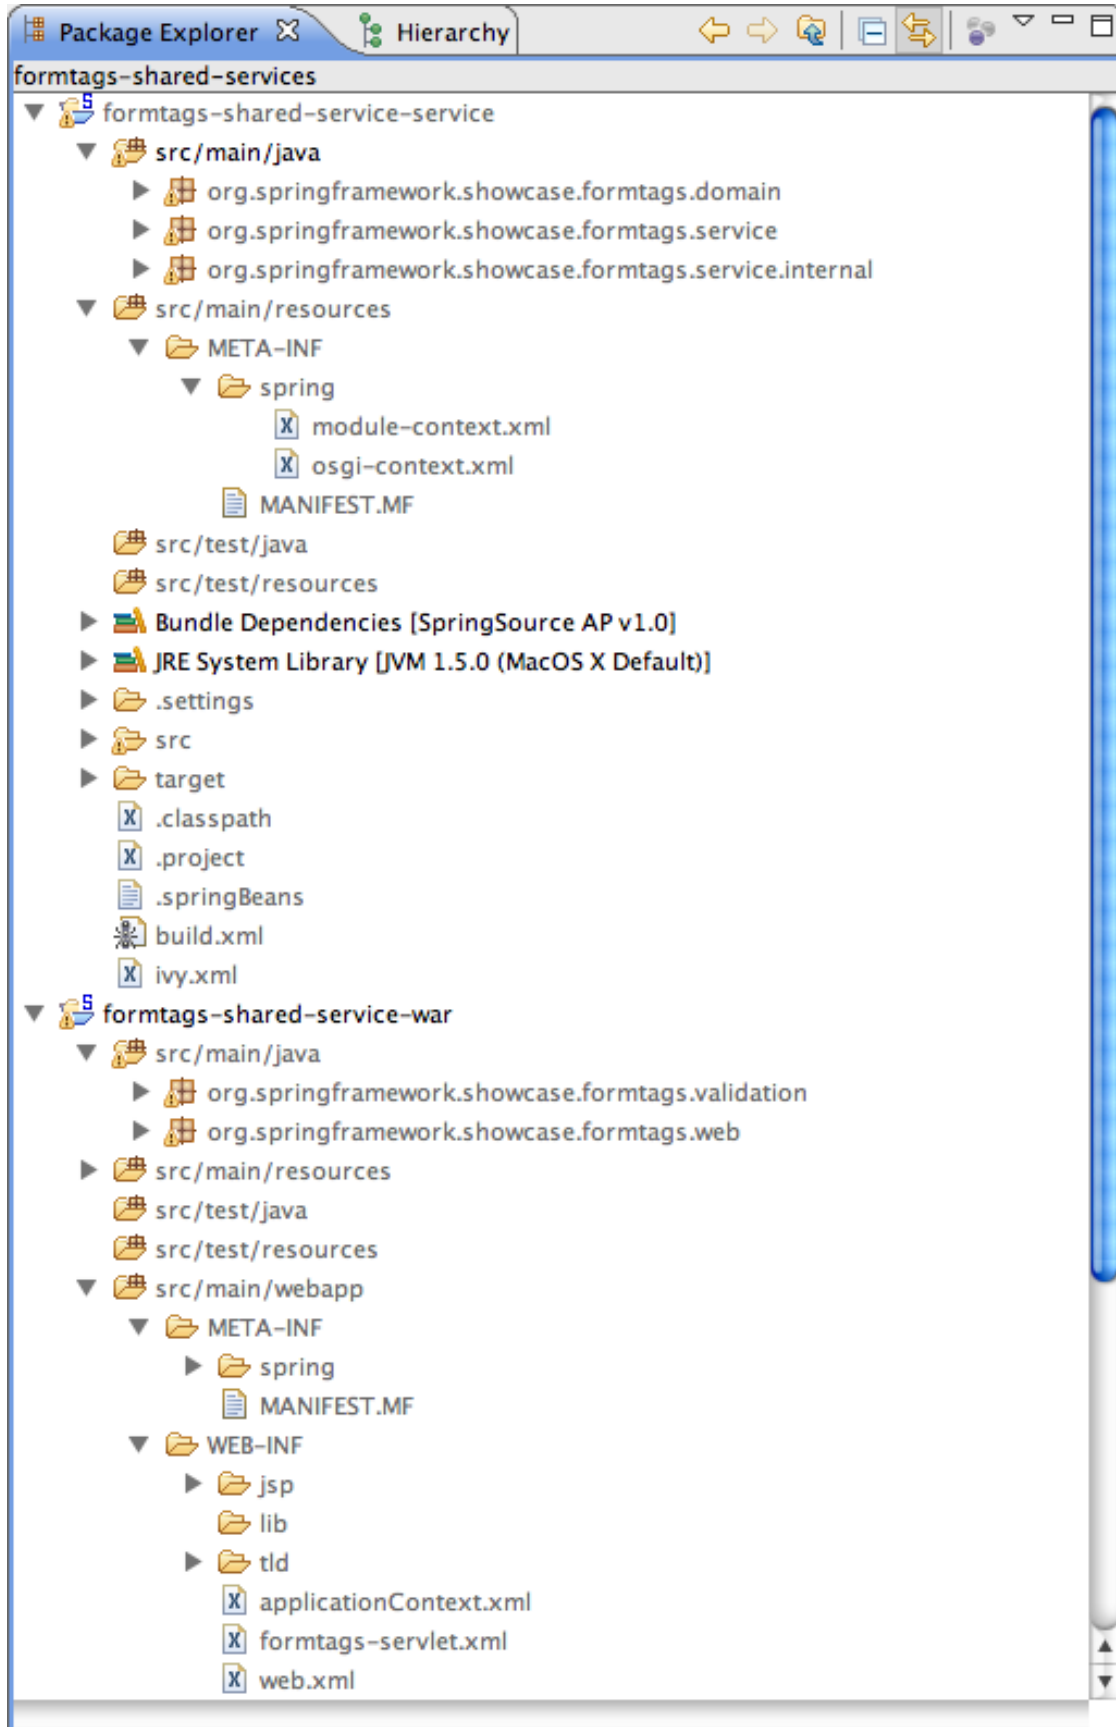 Package Explorer Hierarchy
formtags-shared-services
formtags-shared-service-service
src/main/java
org.springframework.showcase.formtags.domain
org.springframework.showcase.formtags.service
org.springframework.showcase.formtags.service.internal
src/main/resources
META-INF
spring
module-context.xml
osgi-context.xml
MANIFEST.MF
src/test/java
src/test/resources
Bundle Dependencies [SpringSource AP v1.0]
JRE System Library [JVM 1.5.0 (MacOS X Default)]
.settings
src
target
.classpath
.project
.springBeans
build.xml
ivy.xml
formtags-shared-service-war
src/main/java
org.springframework.showcase.formtags.validation
org.springframework.showcase.formtags.web
src/main/resources
src/test/java
src/test/resources
src/main/webapp
META-INF
spring
MANIFEST.MF
WEB-INF
jsp
lib
tld
applicationContext.xml
formtags-servlet.xml
web.xml